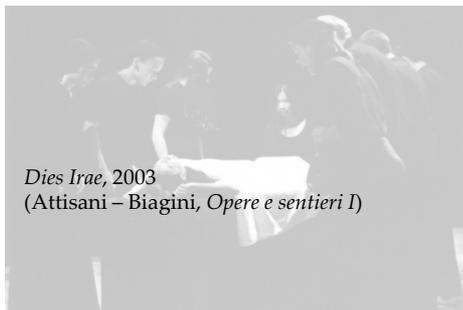 Dies Irae, 2003
(Attisani – Biagini, Opere e sentieri I)